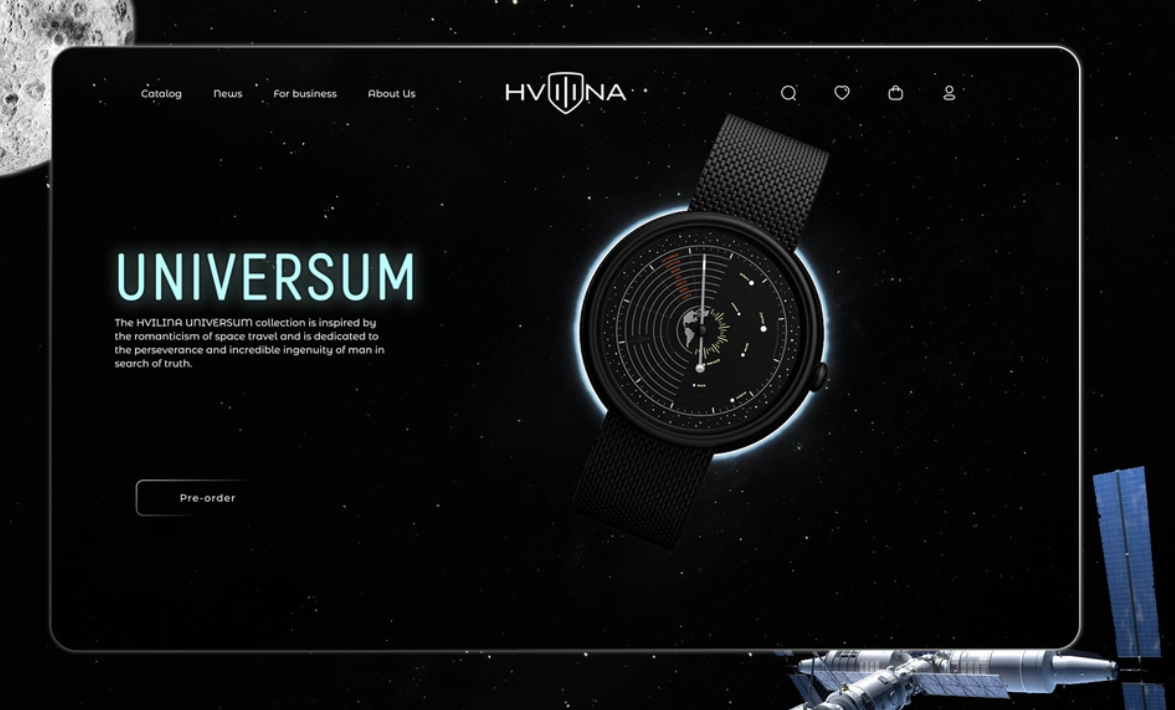 Catalog
News
For business
About Us
HVILINA
UNIVERSUM
The HVILINA UNIVERSUM collection is inspired by
the romanticism of space travel and is dedicated to
the perseverance and incredible ingenuity of man in
search of truth.
Pre-order